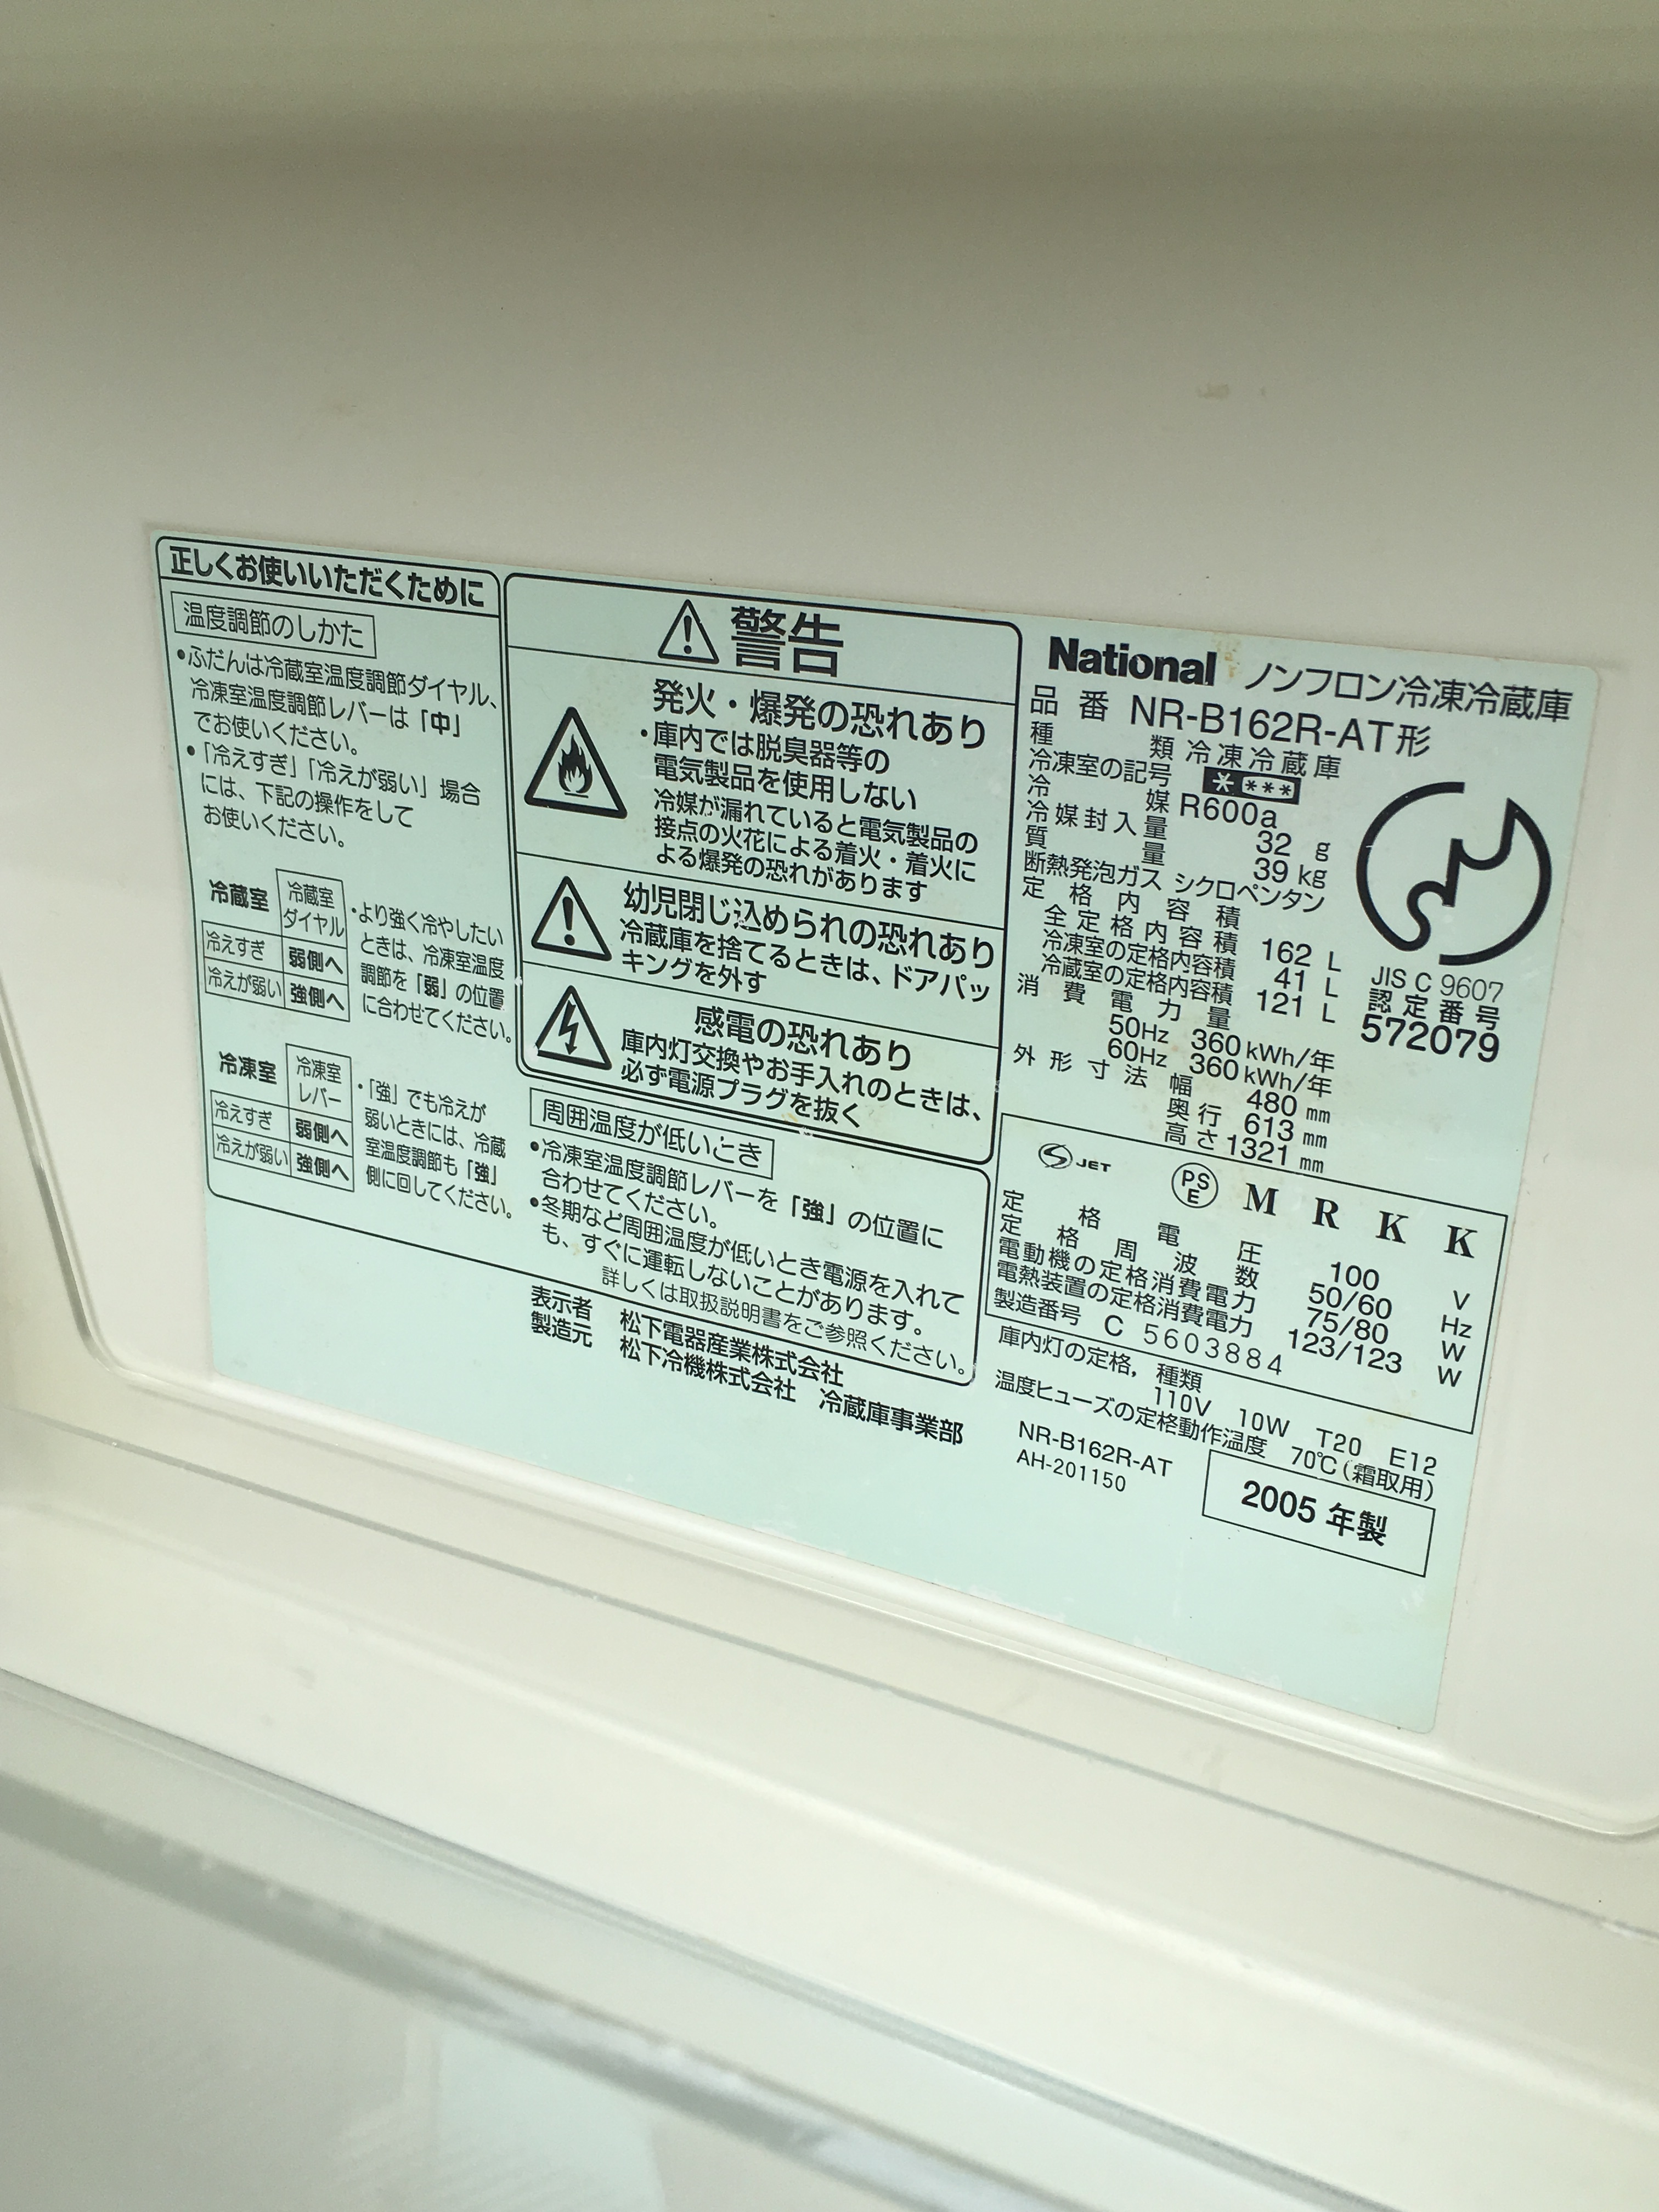 正しくお使いいただくために
温度調節のしかた
•ふだんは冷蔵室温度調節ダイヤル、
冷凍室温度調節レバーは「中」
でお使いください。
•「冷えすぎ」「冷えが弱い」場合
には、下記の操作をして
お使いください。
冷蔵室 冷蔵室ダイヤル
冷えすぎ 弱側へ
冷えが弱い 強側へ
・より強く冷やしたい
ときは、冷凍室温度
調節を「弱」の位置
に合わせてください。
冷凍室 冷凍室レバー
冷えすぎ 弱側へ
冷えが弱い 強側へ
・「強」でも冷えが
弱いときには、冷蔵
室温度調節も「強」
側に回してください。
警告
発火・爆発の恐れあり
・庫内では脱臭器等の
電気製品を使用しない
冷媒が漏れていると電気製品の
接点の火花による着火・着火に
よる爆発の恐れがあります
幼児閉じ込められの恐れあり
冷蔵庫を捨てるときは、ドアパッ
キングを外す
感電の恐れあり
庫内灯交換やお手入れのときは、
必ず電源プラグを抜く
周囲温度が低いとき
•冷凍室温度調節レバーを「強」の位置に
合わせてください。
•冬期など周囲温度が低いとき電源を入れて
も、すぐに運転しないことがあります。
詳しくは取扱説明書をご参照ください。
表示者 松下電器産業株式会社
製造元 松下冷機株式会社 冷蔵庫事業部
National ノンフロン冷凍冷蔵庫
品番 NR-B162R-AT形
種類 冷凍冷蔵庫
冷凍室の記号 * ***
冷媒 R600a
冷媒封入量 32 g
質量 39 kg
断熱発泡ガス シクロペンタン
定格内容積
全定格内容積 162 L
冷凍室の定格内容積 41 L
冷蔵室の定格内容積 121 L
消費電力量
50Hz 360 kWh/年
60Hz 360 kWh/年
外形寸法 幅 480 mm
奥行 613 mm
高さ 1321 mm
JIS C 9607
認定番号
572079
S JET PSE M R K K
定格電圧 100 V
定格周波数 50/60 Hz
電動機の定格消費電力 75/80 W
電熱装置の定格消費電力 123/123 W
製造番号 C 5603884
庫内灯の定格，種類
110V 10W T20 E12
温度ヒューズの定格動作温度 70℃(霜取用)
NR-B162R-AT
AH-201150
2005 年製